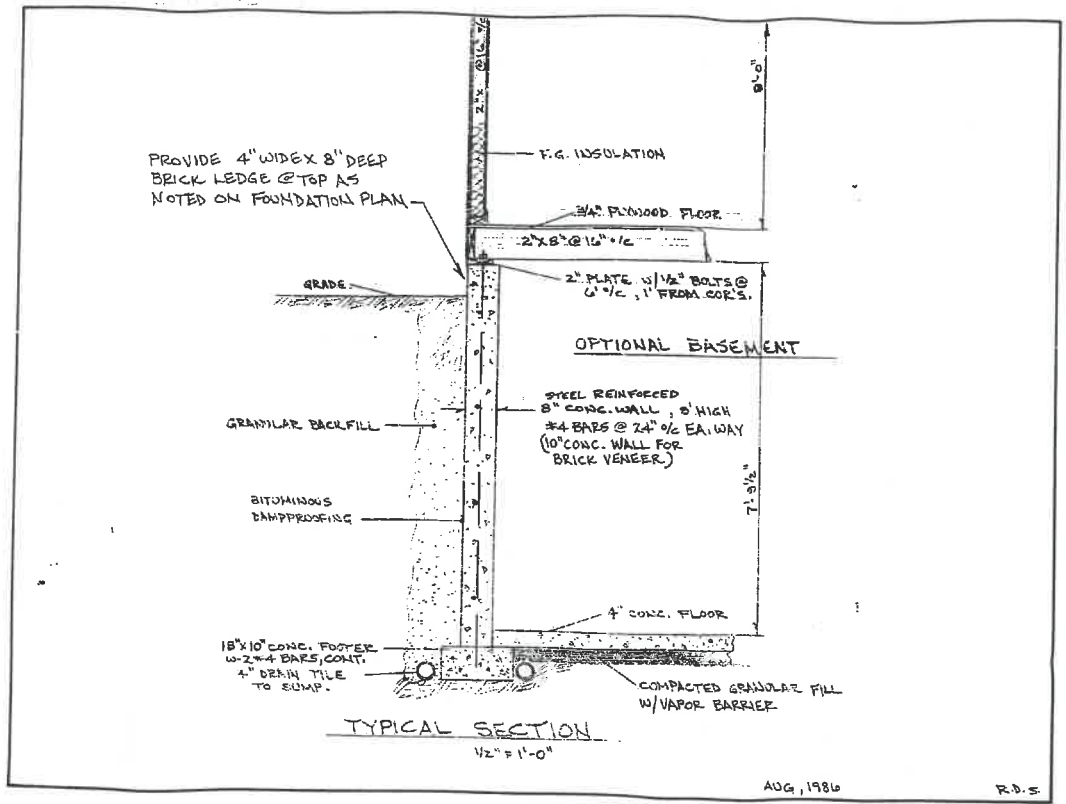 2"x @16" o/c
8'-0"
F.G. INSULATION
PROVIDE 4" WIDE X 8" DEEP
BRICK LEDGE @ TOP AS
NOTED ON FOUNDATION PLAN
3/4" PLYWOOD FLOOR
2"X8"@16" o/c
2" PLATE W/ 1/2" BOLTS @
6' o/c, 1' FROM COR'S.
GRADE
OPTIONAL BASEMENT
STEEL REINFORCED
8" CONC. WALL, 8' HIGH
#4 BARS @ 24" o/c EA. WAY
(10" CONC. WALL FOR
BRICK VENEER)
GRANULAR BACKFILL
7'-9 1/2"
BITUMINOUS
DAMPPROOFING
4" CONC. FLOOR
18"X10" CONC. FOOTER
W-2 #4 BARS, CONT.
4" DRAIN TILE
TO SUMP.
COMPACTED GRANULAR FILL
W/VAPOR BARRIER
TYPICAL SECTION
1/2" = 1'-0"
AUG, 1986
R.D.S.